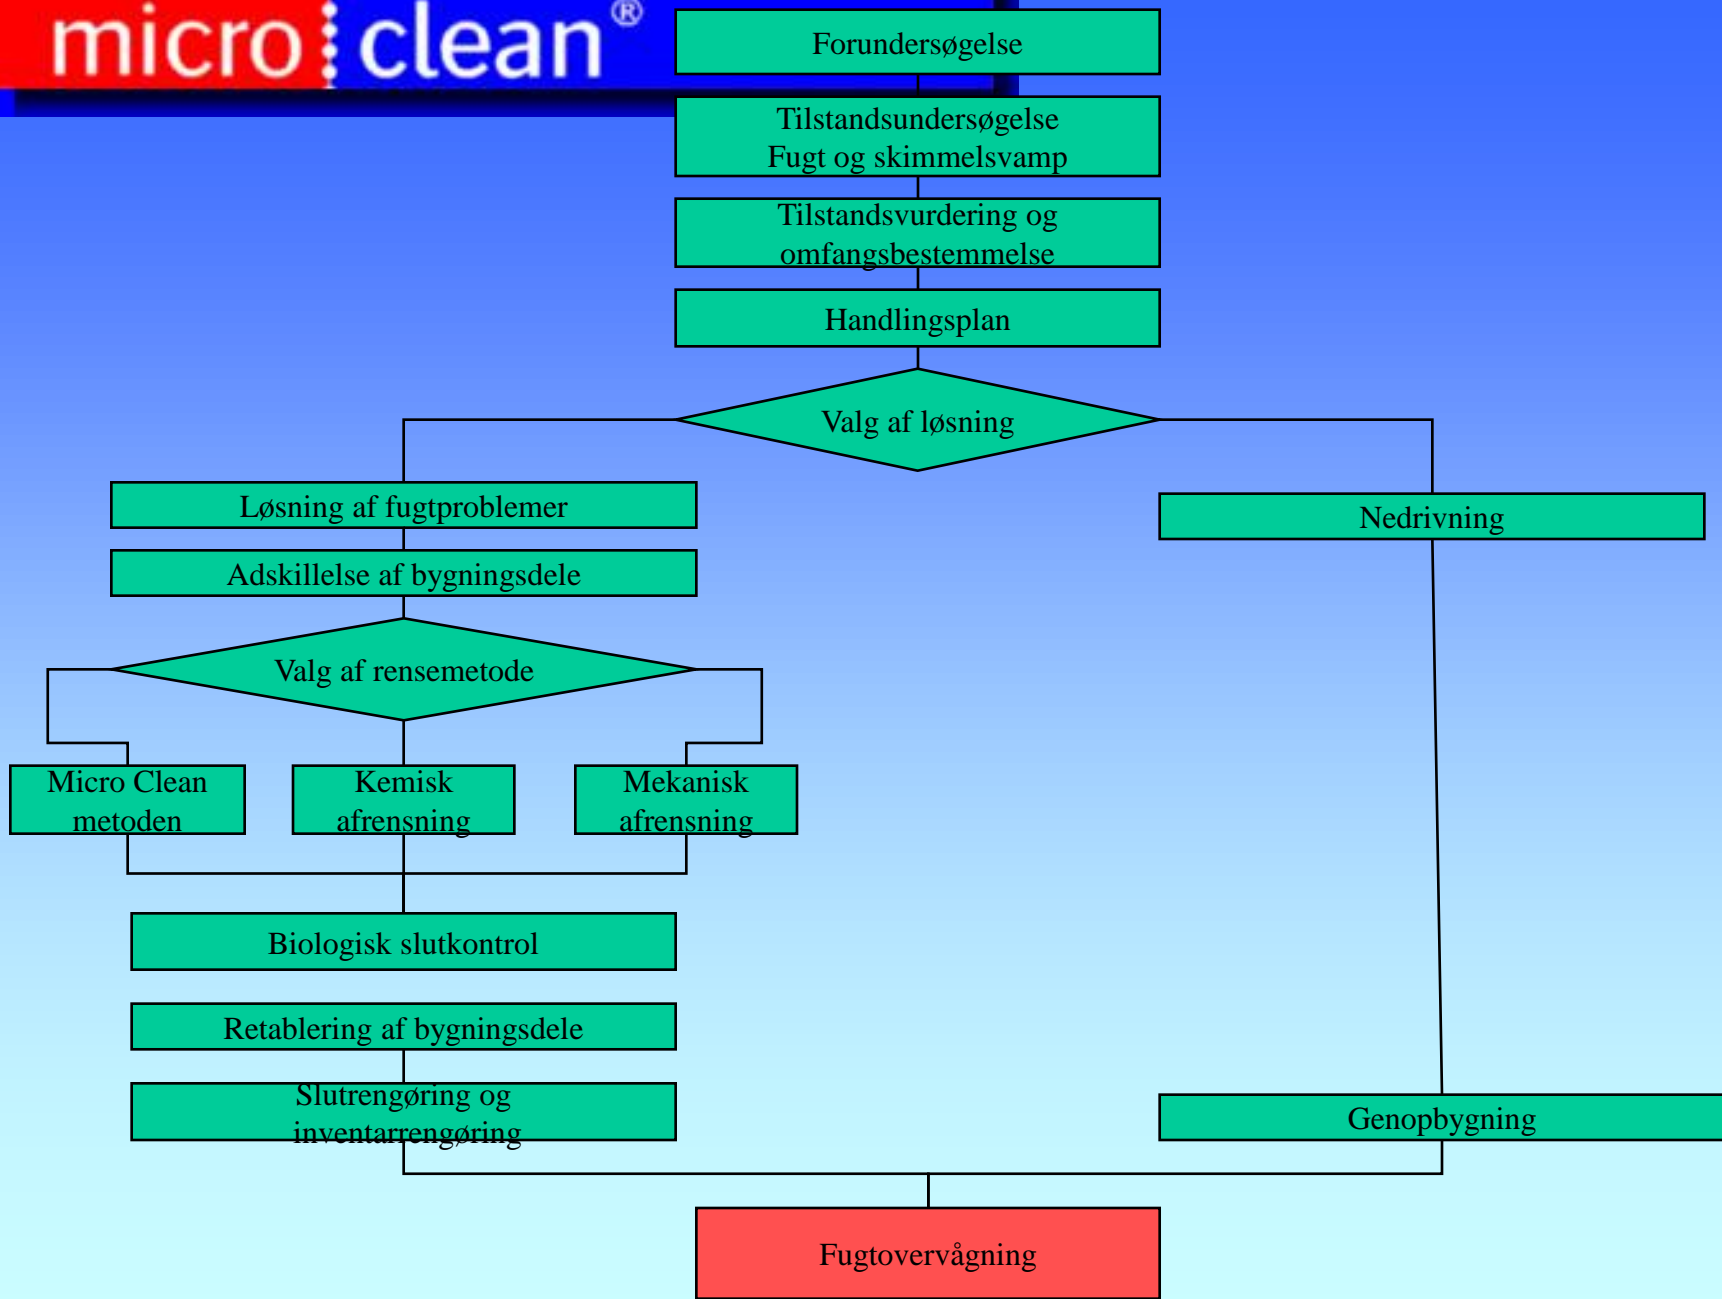 micro clean®
Forundersøgelse
Tilstandsundersøgelse
Fugt og skimmelsvamp
Tilstandsvurdering og
omfangsbestemmelse
Handlingsplan
Valg af løsning
Løsning af fugtproblemer
Nedrivning
Adskillelse af bygningsdele
Valg af rensemetode
Micro Clean
metoden
Kemisk
afrensning
Mekanisk
afrensning
Biologisk slutkontrol
Retablering af bygningsdele
Slutrengøring og
inventarrengøring
Genopbygning
Fugtovervågning